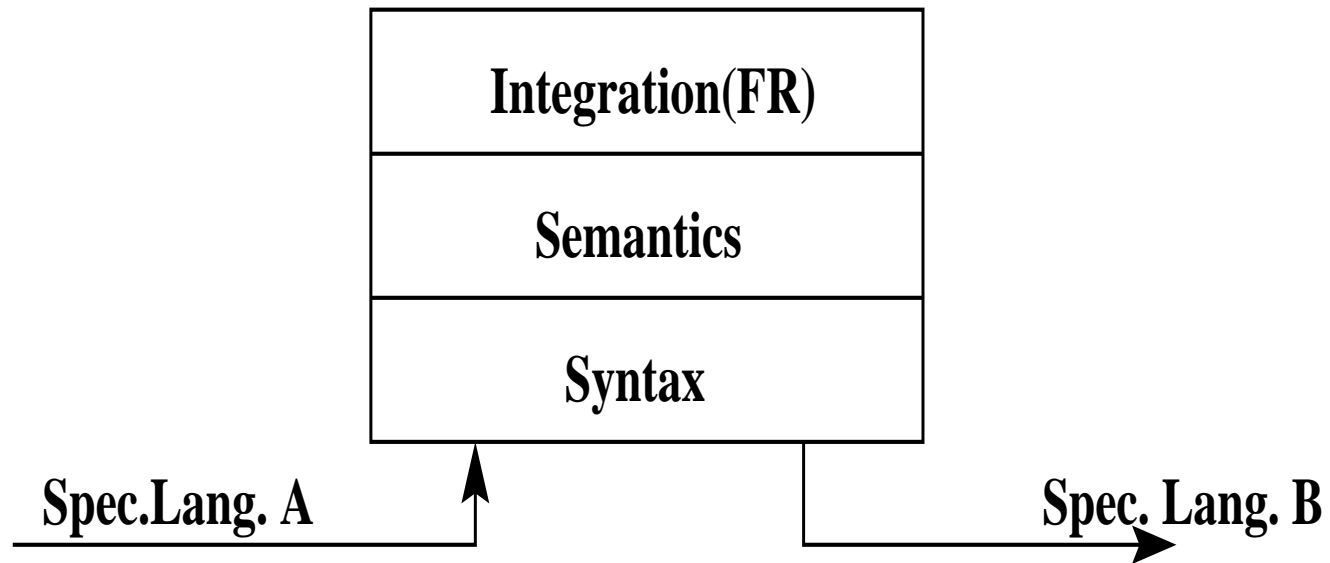 Integration(FR)
Semantics
Syntax
Spec.Lang. A
Spec. Lang. B